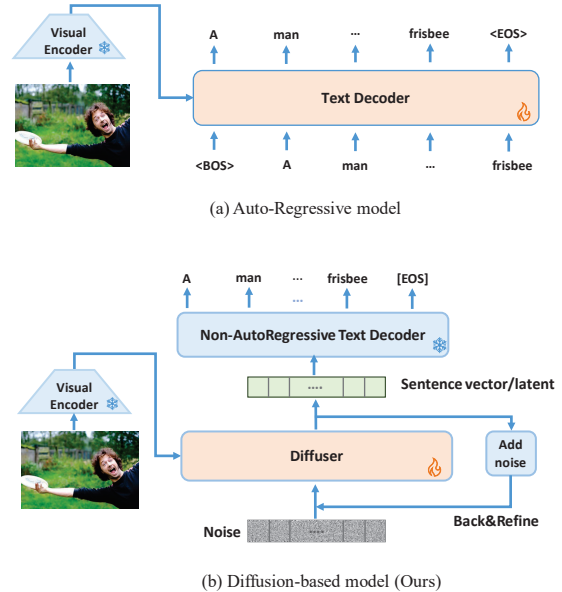 Visual
Encoder
A man ... frisbee <EOS>
Text Decoder
<BOS> A man ... frisbee
(a) Auto-Regressive model
A man ... frisbee [EOS]
...
Non-AutoRegressive Text Decoder
.... Sentence vector/latent
Visual
Encoder
Diffuser
Add
noise
Back&Refine
Noise ....
(b) Diffusion-based model (Ours)